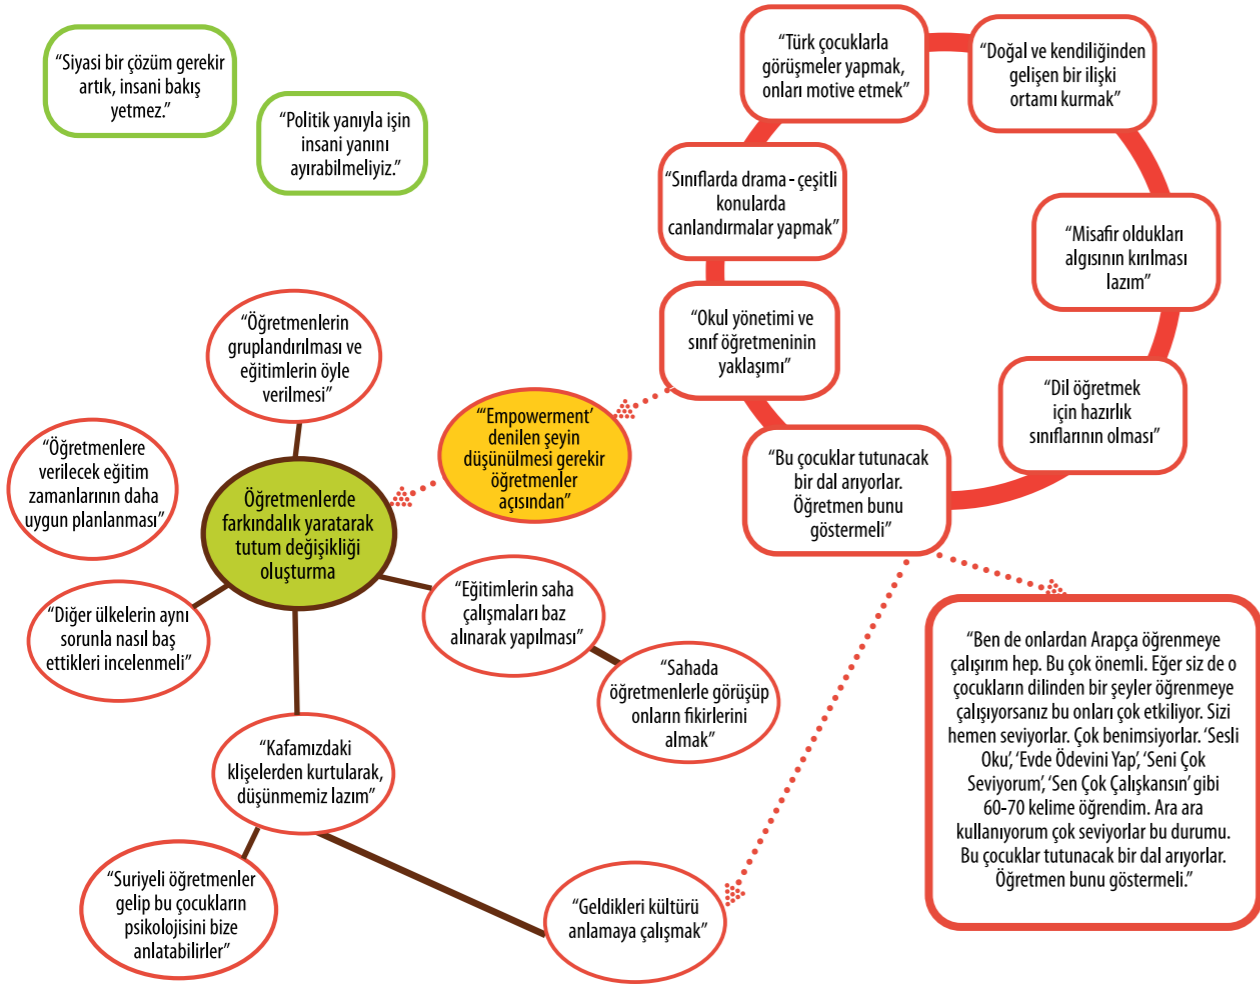 “Siyasi bir çözüm gerekir
artık, insani bakış
yetmez.”
“Politik yanıyla işin
insani yanını
ayırabilmeliyiz.”
“Türk çocuklarla
görüşmeler yapmak,
onları motive etmek”
“Doğal ve kendiliğinden
gelişen bir ilişki
ortamı kurmak”
“Sınıflarda drama - çeşitli
konularda
canlandırmalar yapmak”
“Misafir oldukları
algısının kırılması
lazım”
“Okul yönetimi ve
sınıf öğretmeninin
yaklaşımı”
“Dil öğretmek
için hazırlık
sınıflarının olması”
“Bu çocuklar tutunacak
bir dal arıyorlar.
Öğretmen bunu
göstermeli”
“Öğretmenlerin
gruplandırılması ve
eğitimlerin öyle
verilmesi”
“‘Empowerment’
denilen şeyin
düşünülmesi gerekir
öğretmenler
açısından”
“Öğretmenlere
verilecek eğitim
zamanlarının daha
uygun planlanması”
Öğretmenlerde
farkındalık yaratarak
tutum değişikliği
oluşturma
“Diğer ülkelerin aynı
sorunla nasıl baş
ettikleri incelenmeli”
“Eğitimlerin saha
çalışmaları baz
alınarak yapılması”
“Sahada
öğretmenlerle görüşüp
onların fikirlerini
almak”
“Kafamızdaki
klişelerden kurtularak,
düşünmemiz lazım”
“Suriyeli öğretmenler
gelip bu çocukların
psikolojisini bize
anlatabilirler”
“Geldikleri kültürü
anlamaya çalışmak”
“Ben de onlardan Arapça öğrenmeye
çalışırım hep. Bu çok önemli. Eğer siz de o
çocukların dilinden bir şeyler öğrenmeye
çalışıyorsanız bu onları çok etkiliyor. Sizi
hemen seviyorlar. Çok benimsiyorlar. ‘Sesli
Oku’, ‘Evde Ödevini Yap’, ‘Seni Çok
Seviyorum’, ‘Sen Çok Çalışkansın’ gibi
60-70 kelime öğrendim. Ara ara
kullanıyorum çok seviyorlar bu durumu.
Bu çocuklar tutunacak bir dal arıyorlar.
Öğretmen bunu göstermeli.”